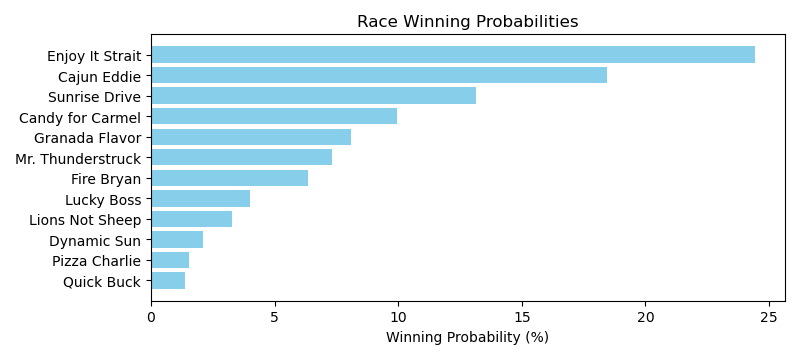 Race Winning Probabilities
Enjoy It Strait
Cajun Eddie
Sunrise Drive
Candy for Carmel
Granada Flavor
Mr. Thunderstruck
Fire Bryan
Lucky Boss
Lions Not Sheep
Dynamic Sun
Pizza Charlie
Quick Buck
0 5 10 15 20 25
Winning Probability (%)